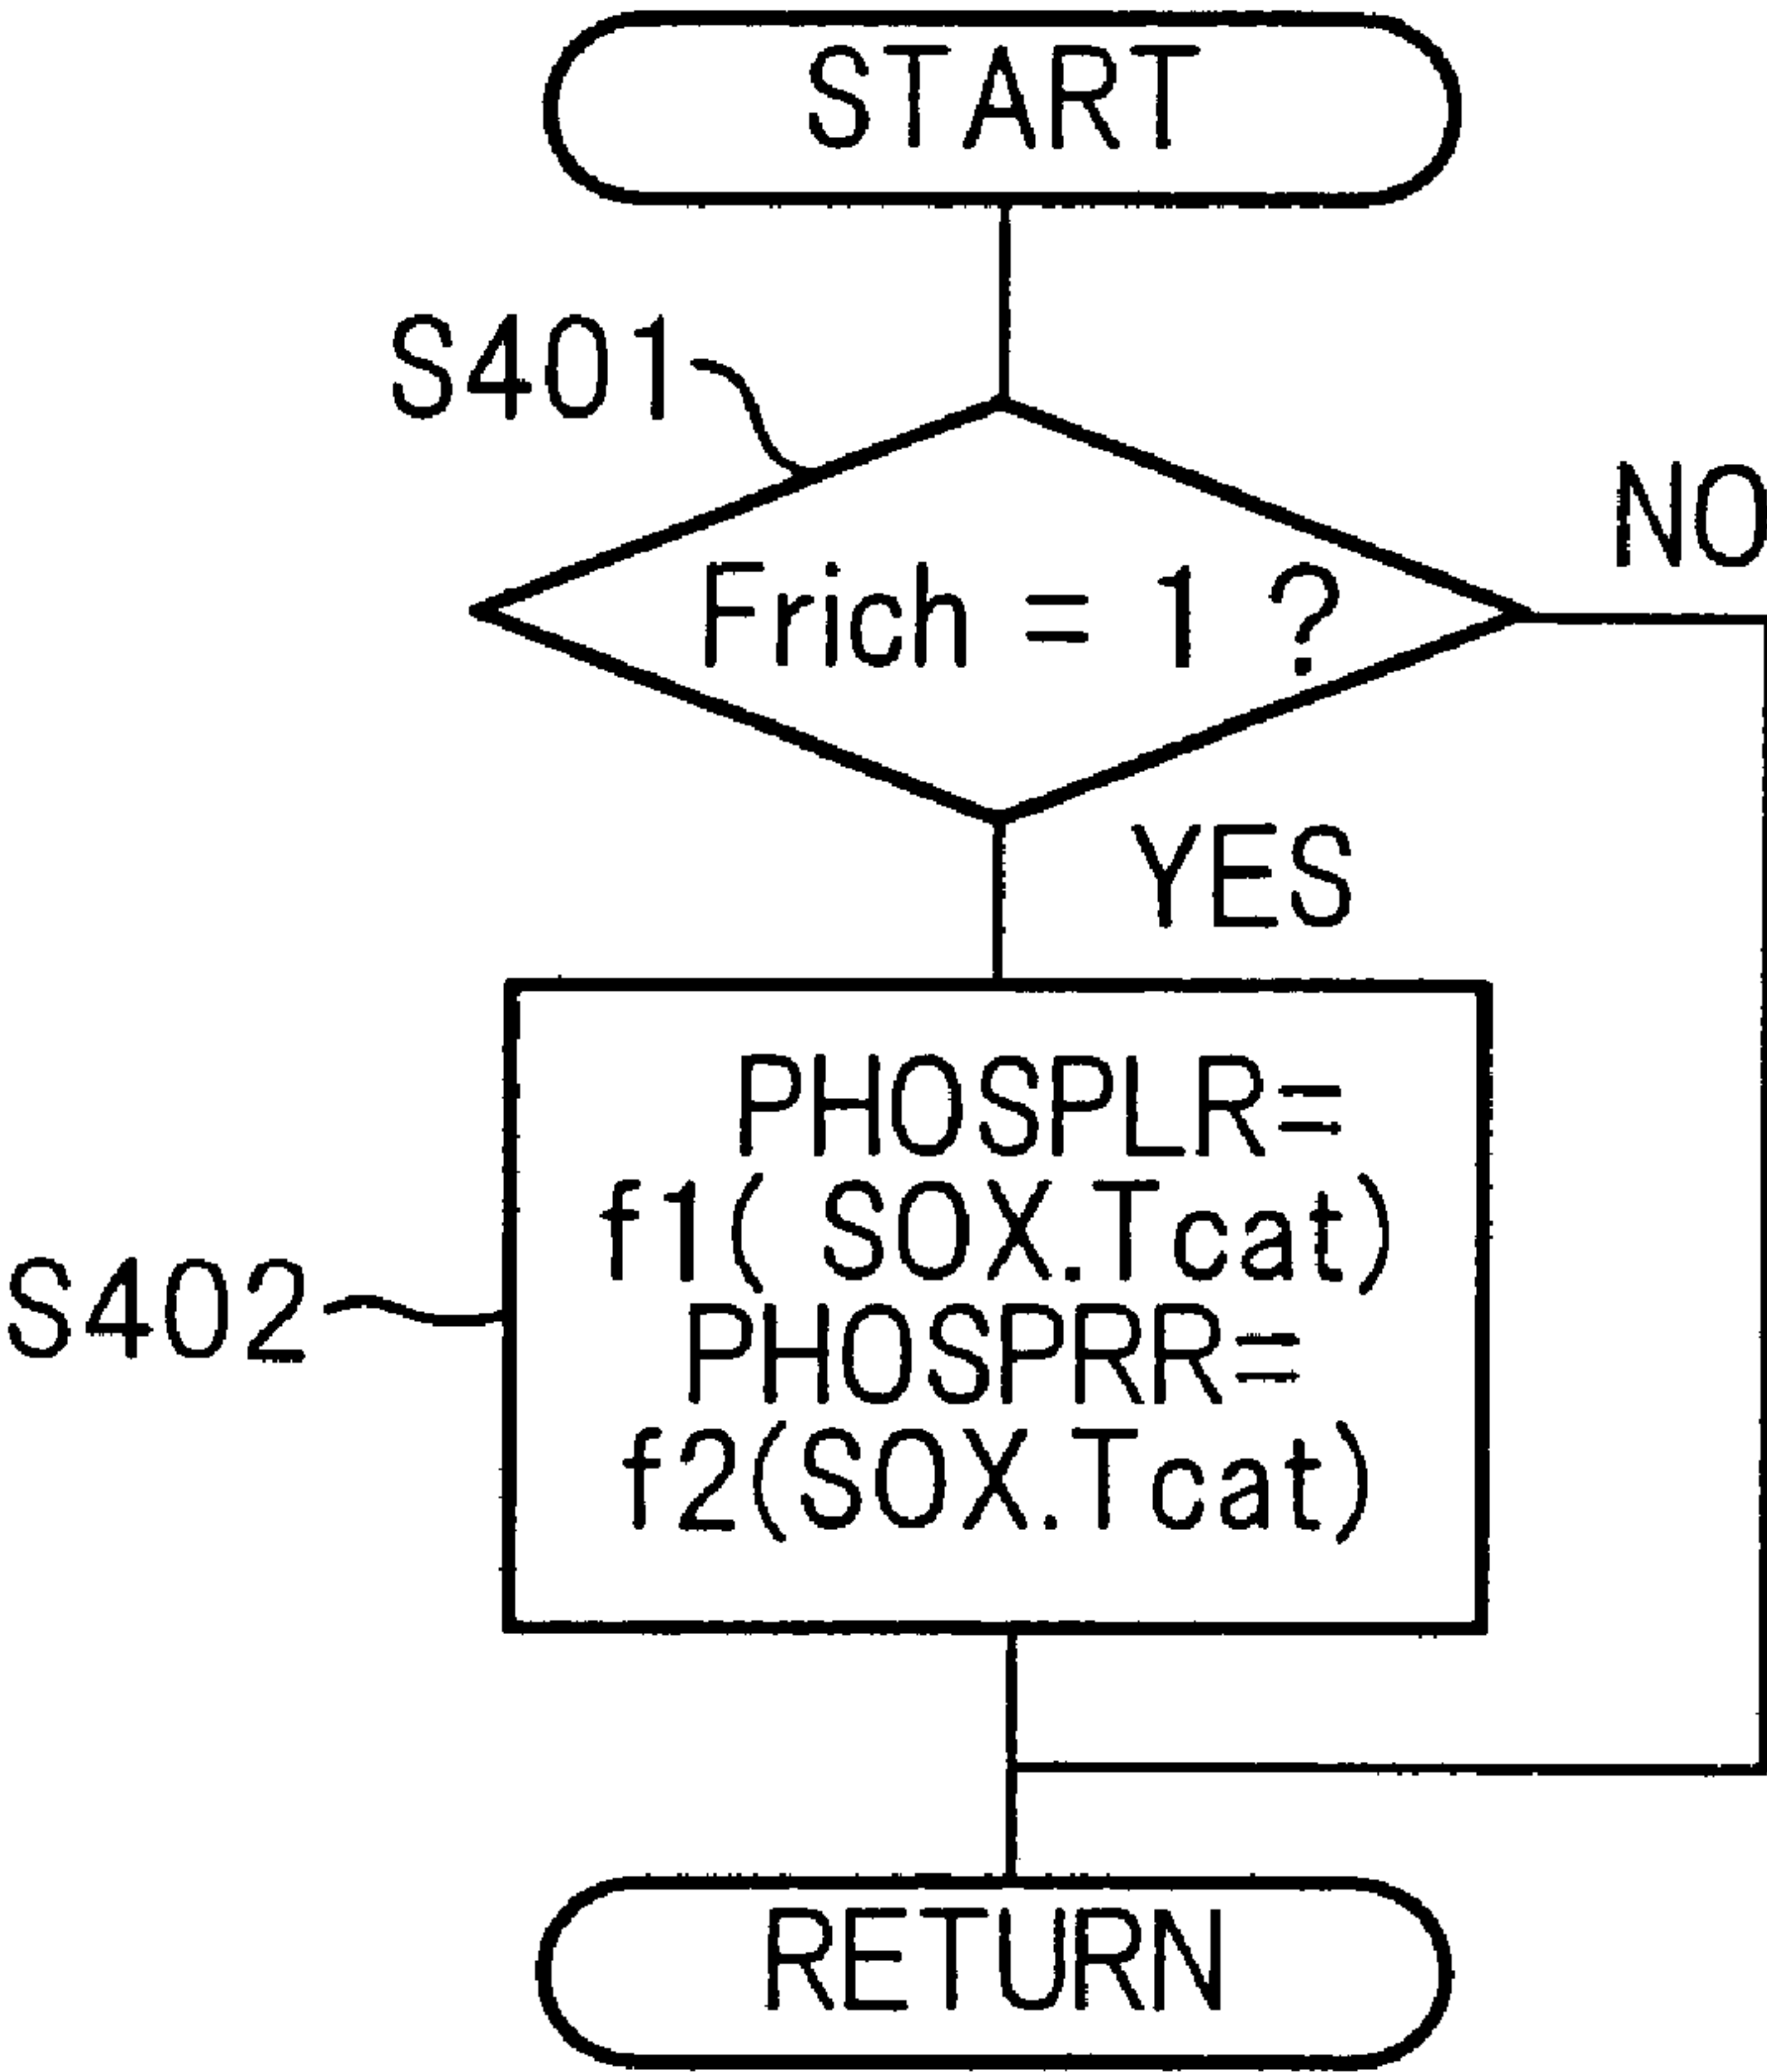 START
S401
NO
Frich = 1 ?
YES
PHOSPLR=
f1( SOX.Tcat)
S402
PHOSPRR=
f2(SOX.Tcat)
RETURN